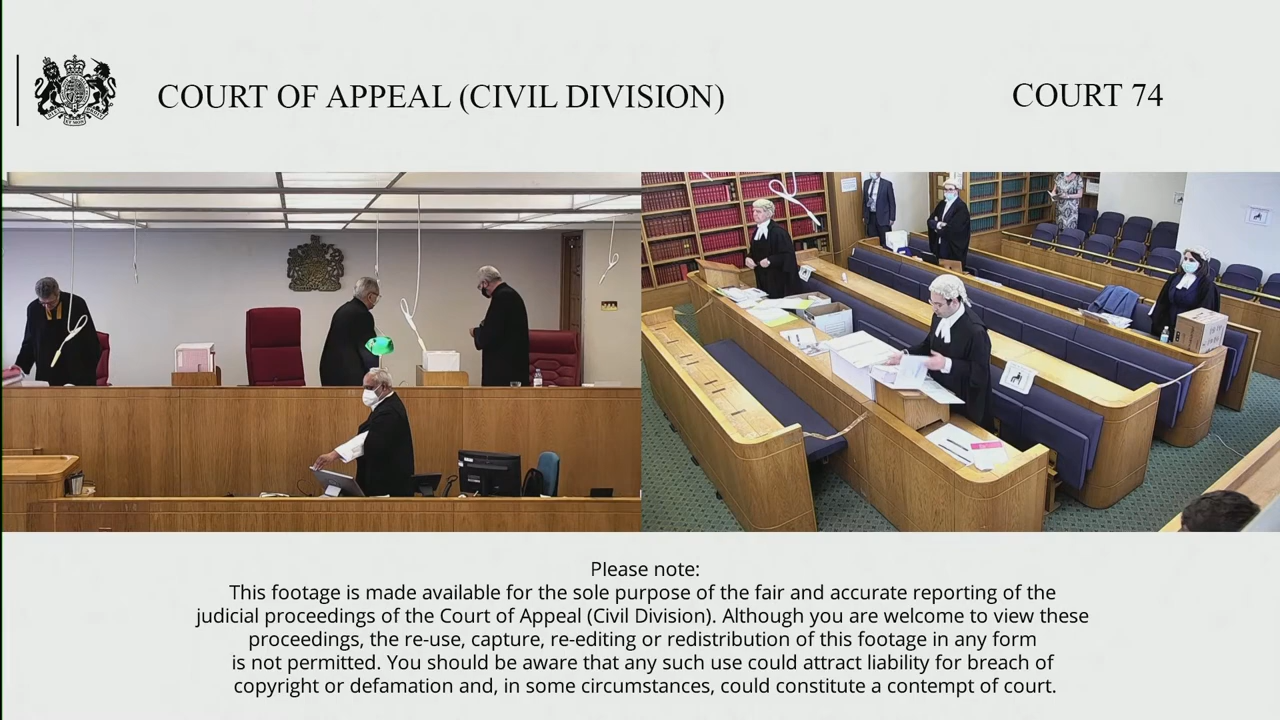 COURT OF APPEAL (CIVIL DIVISION)
COURT 74
Please note:
This footage is made available for the sole purpose of the fair and accurate reporting of the
judicial proceedings of the Court of Appeal (Civil Division). Although you are welcome to view these
proceedings, the re-use, capture, re-editing or redistribution of this footage in any form
is not permitted. You should be aware that any such use could attract liability for breach of
copyright or defamation and, in some circumstances, could constitute a contempt of court.